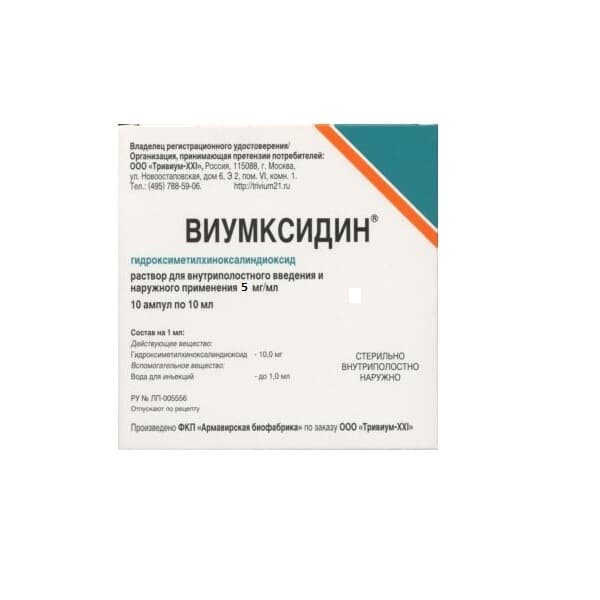 Владелец регистрационного удостоверения/
Организация, принимающая претензии потребителей:
ООО «Тривиум-XXI», Россия, 115088, г. Москва,
ул. Новоостаповская, дом 6, Э 2, пом. VI, комн. 1.
Тел.: (495) 788-59-06. http://trivium21.ru
ВИУМКСИДИН®
гидроксиметилхиноксалиндиоксид
раствор для внутриполостного введения и
наружного применения 5 мг/мл
10 ампул по 10 мл
Состав на 1 мл:
Действующее вещество:
Гидроксиметилхиноксалиндиоксид - 10,0 мг
Вспомогательное вещество:
Вода для инъекций - до 1,0 мл
РУ № ЛП-005556
Отпускают по рецепту
СТЕРИЛЬНО
ВНУТРИПОЛОСТНО
НАРУЖНО
Произведено ФКП «Армавирская биофабрика» по заказу ООО «Тривиум-XXI»